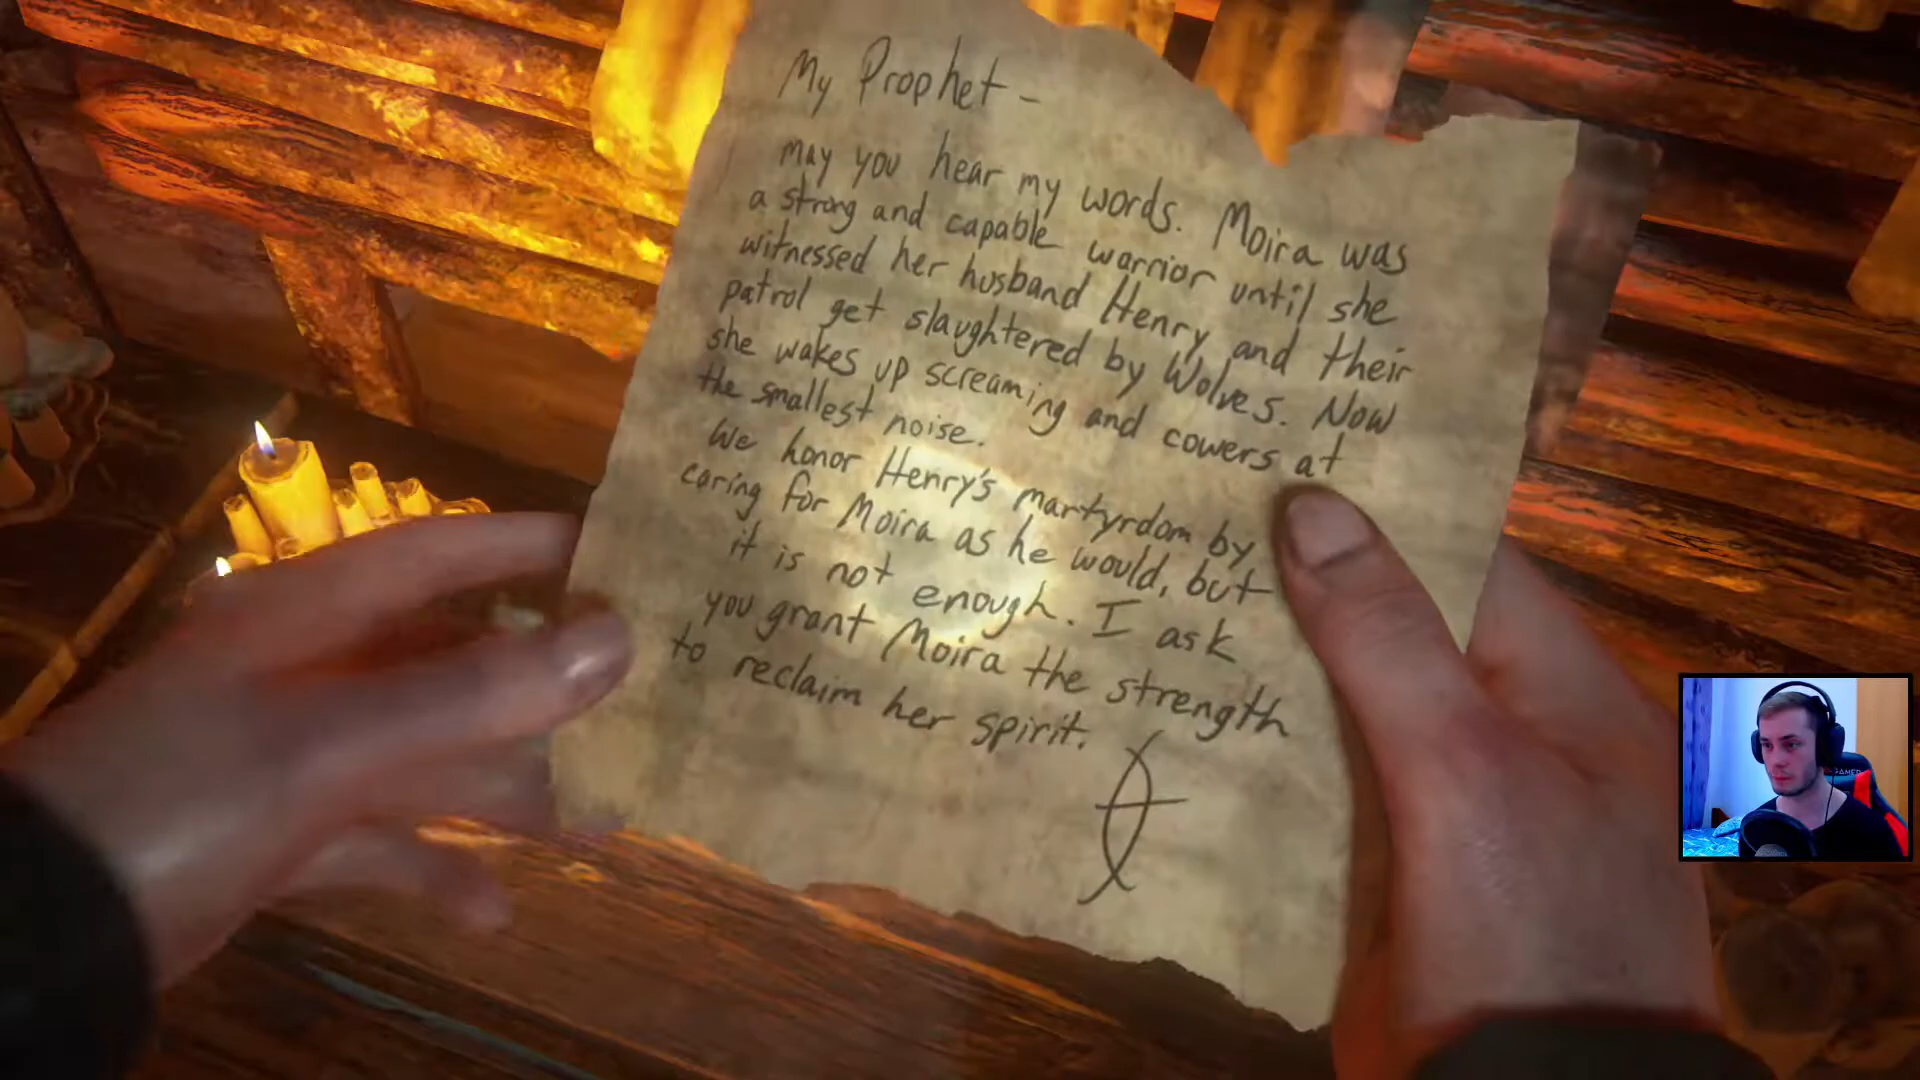 My Prophet -
may you hear my words. Moira was
a strong and capable warrior until she
witnessed her husband Henry and their
patrol get slaughtered by Wolves. Now
she wakes up screaming and cowers at
the smallest noise.
We honor Henry's martyrdom by
caring for Moira as he would, but
it is not enough. I ask
you grant Moira the strength
to reclaim her spirit.
GAMER